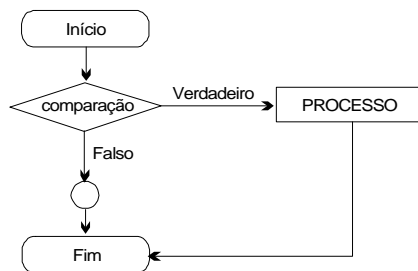 Início
comparação
Verdadeiro
PROCESSO
Falso
Fim